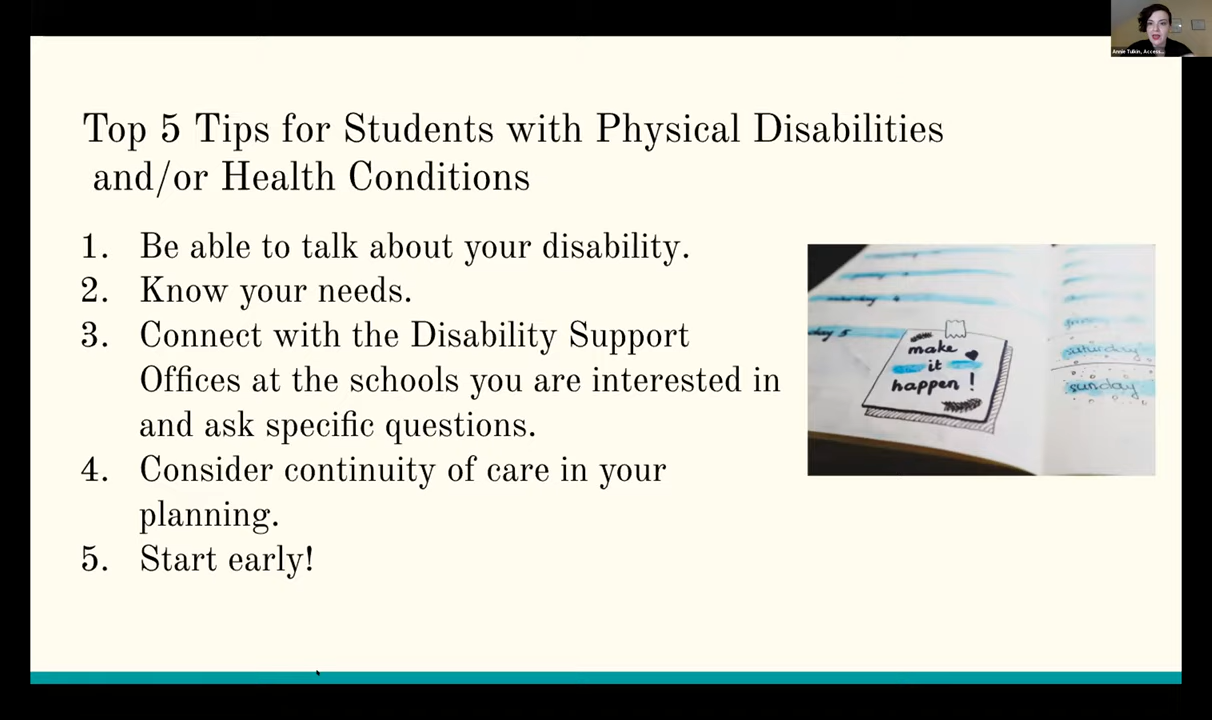 Annie Tulkin, Access...
Top 5 Tips for Students with Physical Disabilities
and/or Health Conditions
1. Be able to talk about your disability.
2. Know your needs.
3. Connect with the Disability Support
Offices at the schools you are interested in
and ask specific questions.
4. Consider continuity of care in your
planning.
5. Start early!
make
it
happen!
saturday
sunday